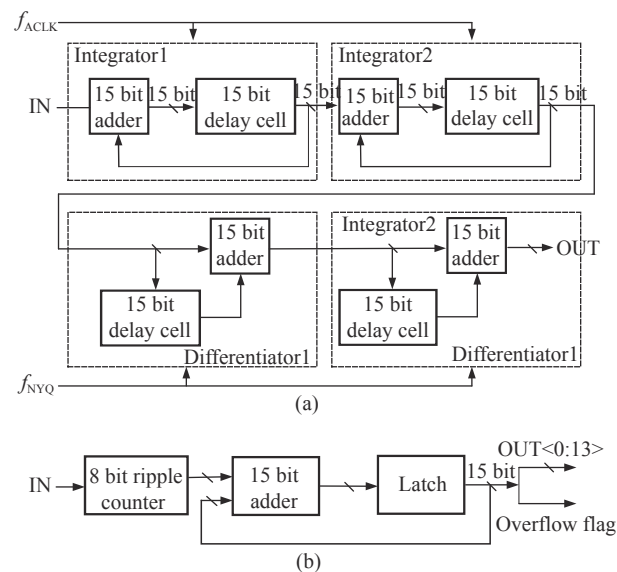 f_ACLK
Integrator1
Integrator2
IN
15 bit
adder
15 bit
15 bit
delay cell
15 bit
15 bit
adder
15 bit
15 bit
delay cell
15 bit
Integrator2
15 bit
adder
15 bit
adder
OUT
15 bit
delay cell
15 bit
delay cell
Differentiator1
Differentiator1
f_NYQ
(a)
OUT<0:13>
IN
8 bit ripple
counter
15 bit
adder
Latch
15 bit
Overflow flag
(b)